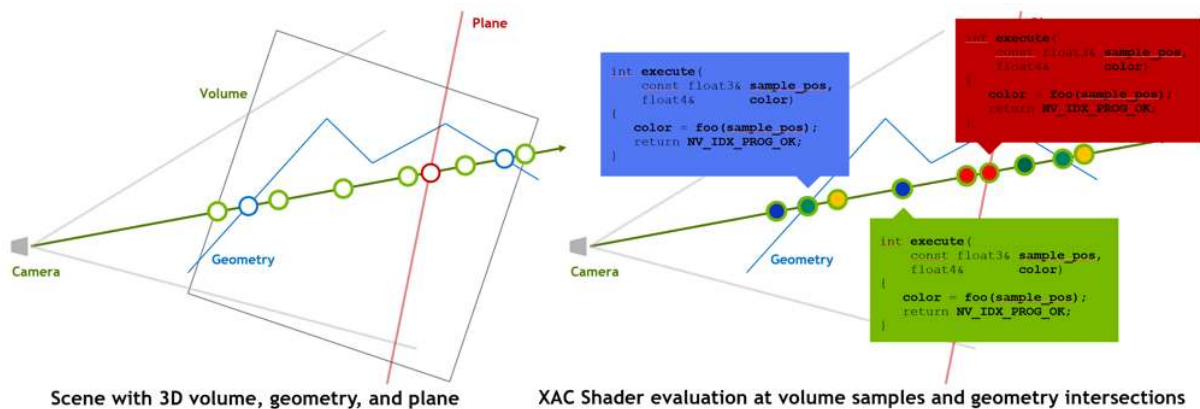 Plane
Volume
Geometry
Camera
Scene with 3D volume, geometry, and plane
int execute(
const float3& sample_pos,
float4& color)
{
color = foo(sample_pos);
return NV_IDX_PROG_OK;
}
int execute(
const float3& sample_pos,
float4& color)
{
color = foo(sample_pos);
return NV_IDX_PROG_OK;
}
Geometry
Camera
int execute(
const float3& sample_pos,
float4& color)
{
color = foo(sample_pos);
return NV_IDX_PROG_OK;
}
XAC Shader evaluation at volume samples and geometry intersections